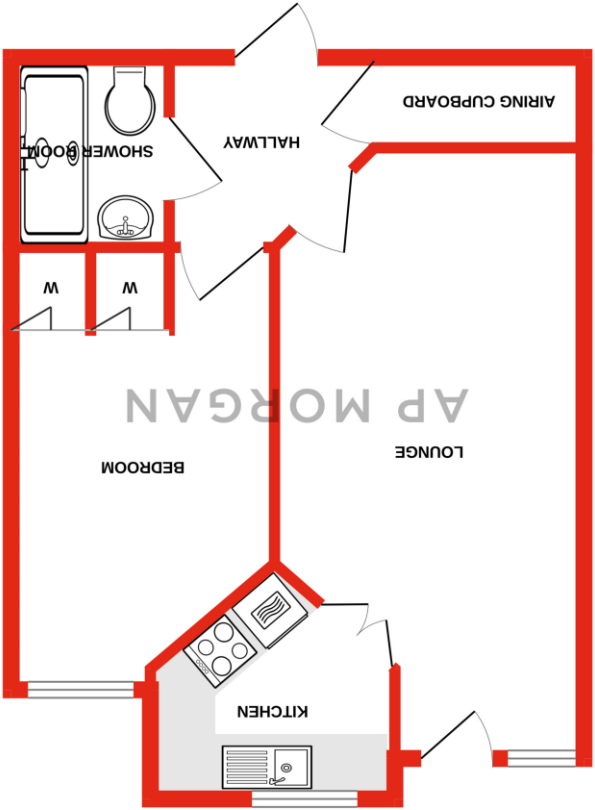 KITCHEN
BEDROOM
LOUNGE
AP MORGAN
W
W
SHOWER ROOM
HALLWAY
AIRING CUPBOARD